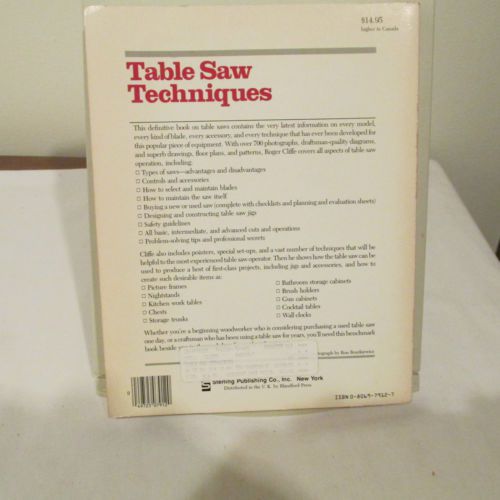 $14.95
higher in Canada
Table Saw
Techniques
This definitive book on table saws contains the very latest information on every model,
every kind of blade, every accessory, and every technique that has ever been developed for
this popular piece of equipment. With over 700 photographs, draftsman-quality diagrams,
and superb drawings, floor plans, and patterns, Roger Cliffe covers all aspects of table saw
operation, including:
□ Types of saws—advantages and disadvantages
□ Controls and accessories
□ How to select and maintain blades
□ How to maintain the saw itself
□ Buying a new or used saw (complete with checklists and planning and evaluation sheets)
□ Designing and constructing table saw jigs
□ Safety guidelines
□ All basic, intermediate, and advanced cuts and operations
□ Problem-solving tips and professional secrets
Cliffe also includes pointers, special set-ups, and a vast number of techniques that will be
helpful to the most experienced table saw operator. Then he shows how the table saw can be
used to produce a host of first-class projects, including jigs and accessories, and how to
create such desirable items as:
□ Picture frames
□ Nightstands
□ Kitchen work tables
□ Chests
□ Storage trunks
□ Bathroom storage cabinets
□ Brush holders
□ Gun cabinets
□ Cocktail tables
□ Wall clocks
Whether you're a beginning woodworker who is considering purchasing a used table saw
one day, or a craftsman who has been using a table saw for years, you'll need this benchmark
book beside
by Ron Bouskewicz
Sterling Publishing Co., Inc. New York
Distributed in the U. K. by Blandford Press
ISBN 0-8069-7912-7